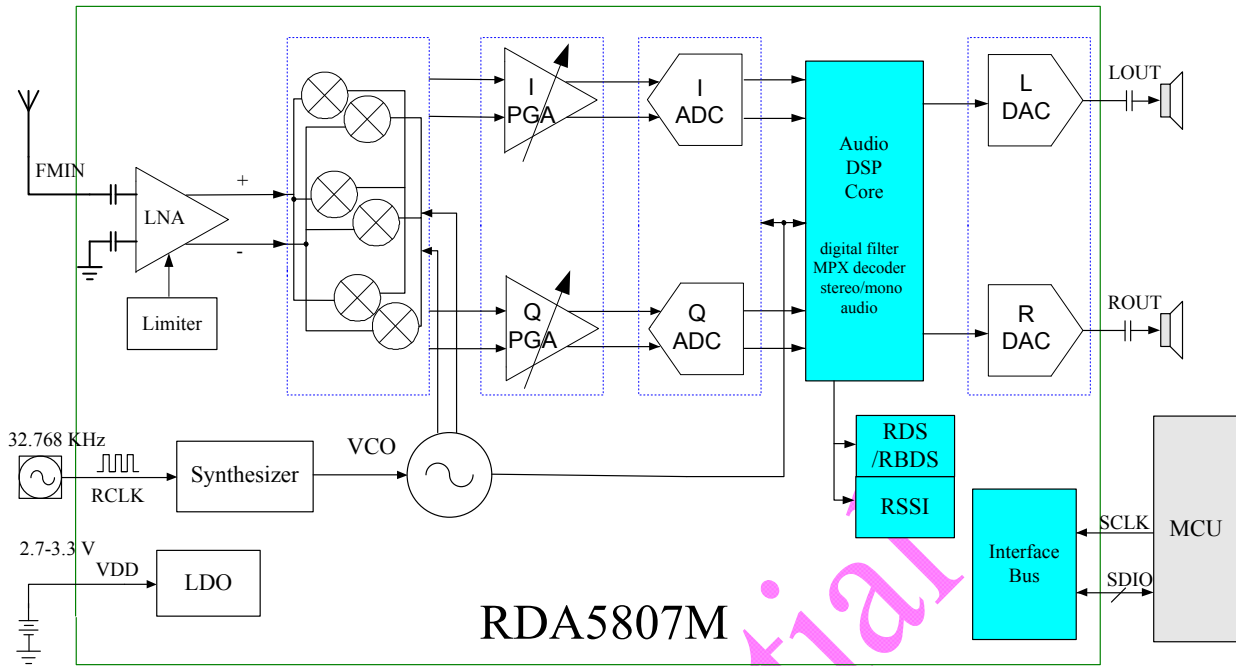 FMIN
LNA
+
-
Limiter
I
PGA
I
ADC
Q
PGA
Q
ADC
Audio
DSP
Core
digital filter
MPX decoder
stereo/mono
audio
L
DAC
R
DAC
LOUT
ROUT
32.768 KHz
RCLK
Synthesizer
VCO
RDS
/RBDS
RSSI
2.7-3.3 V
VDD
LDO
Interface
Bus
SCLK
SDIO
MCU
RDA5807M
tial